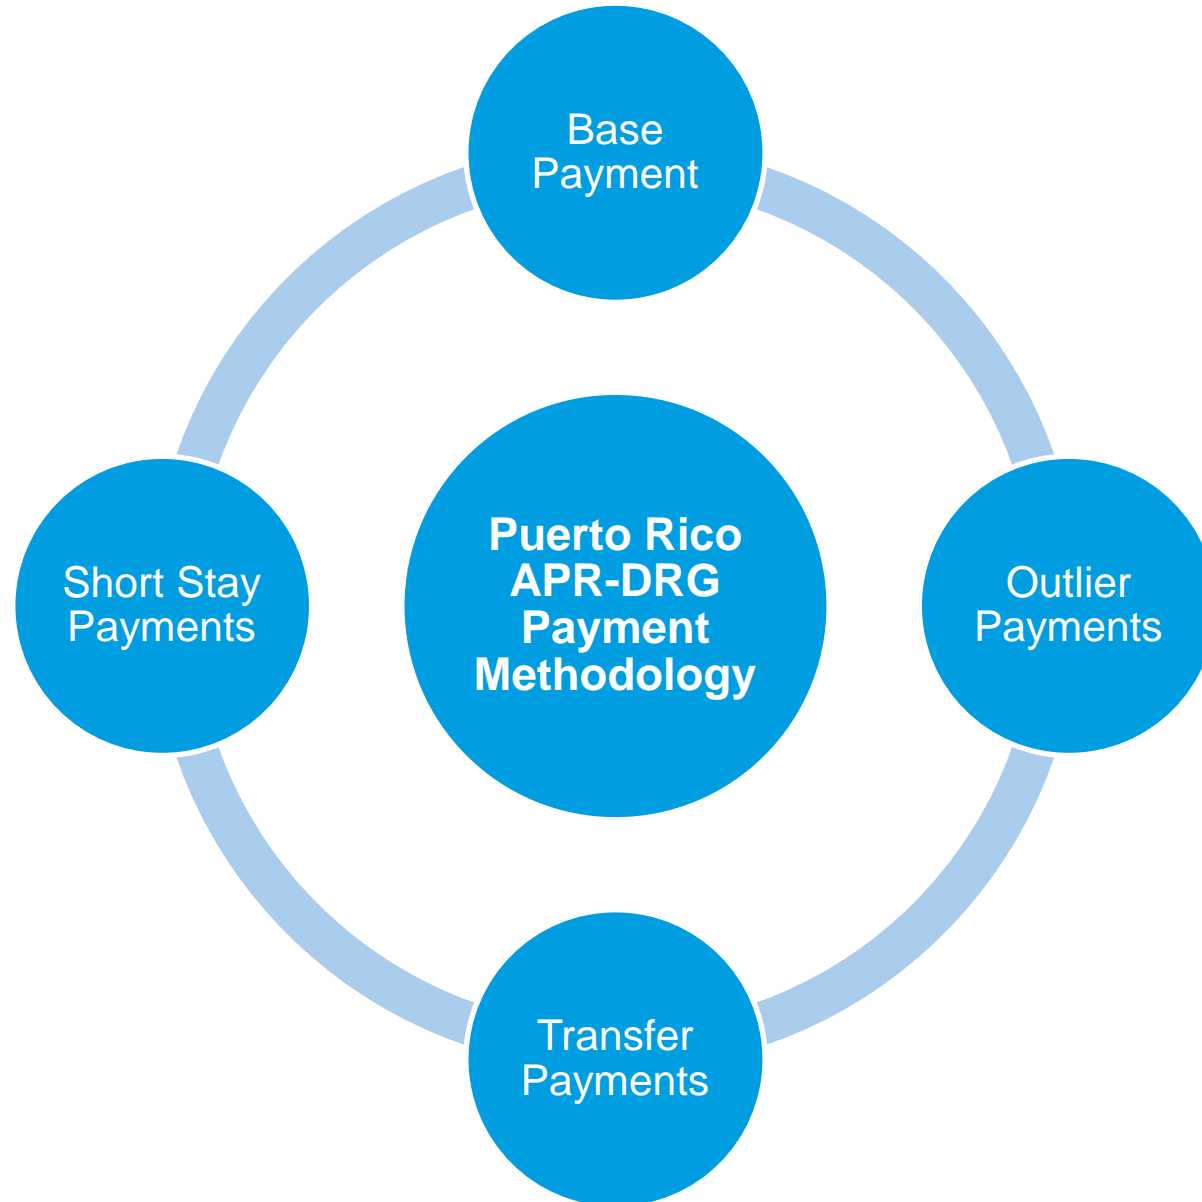 Base
Payment
Short Stay
Payments
Puerto Rico
APR-DRG
Payment
Methodology
Outlier
Payments
Transfer
Payments